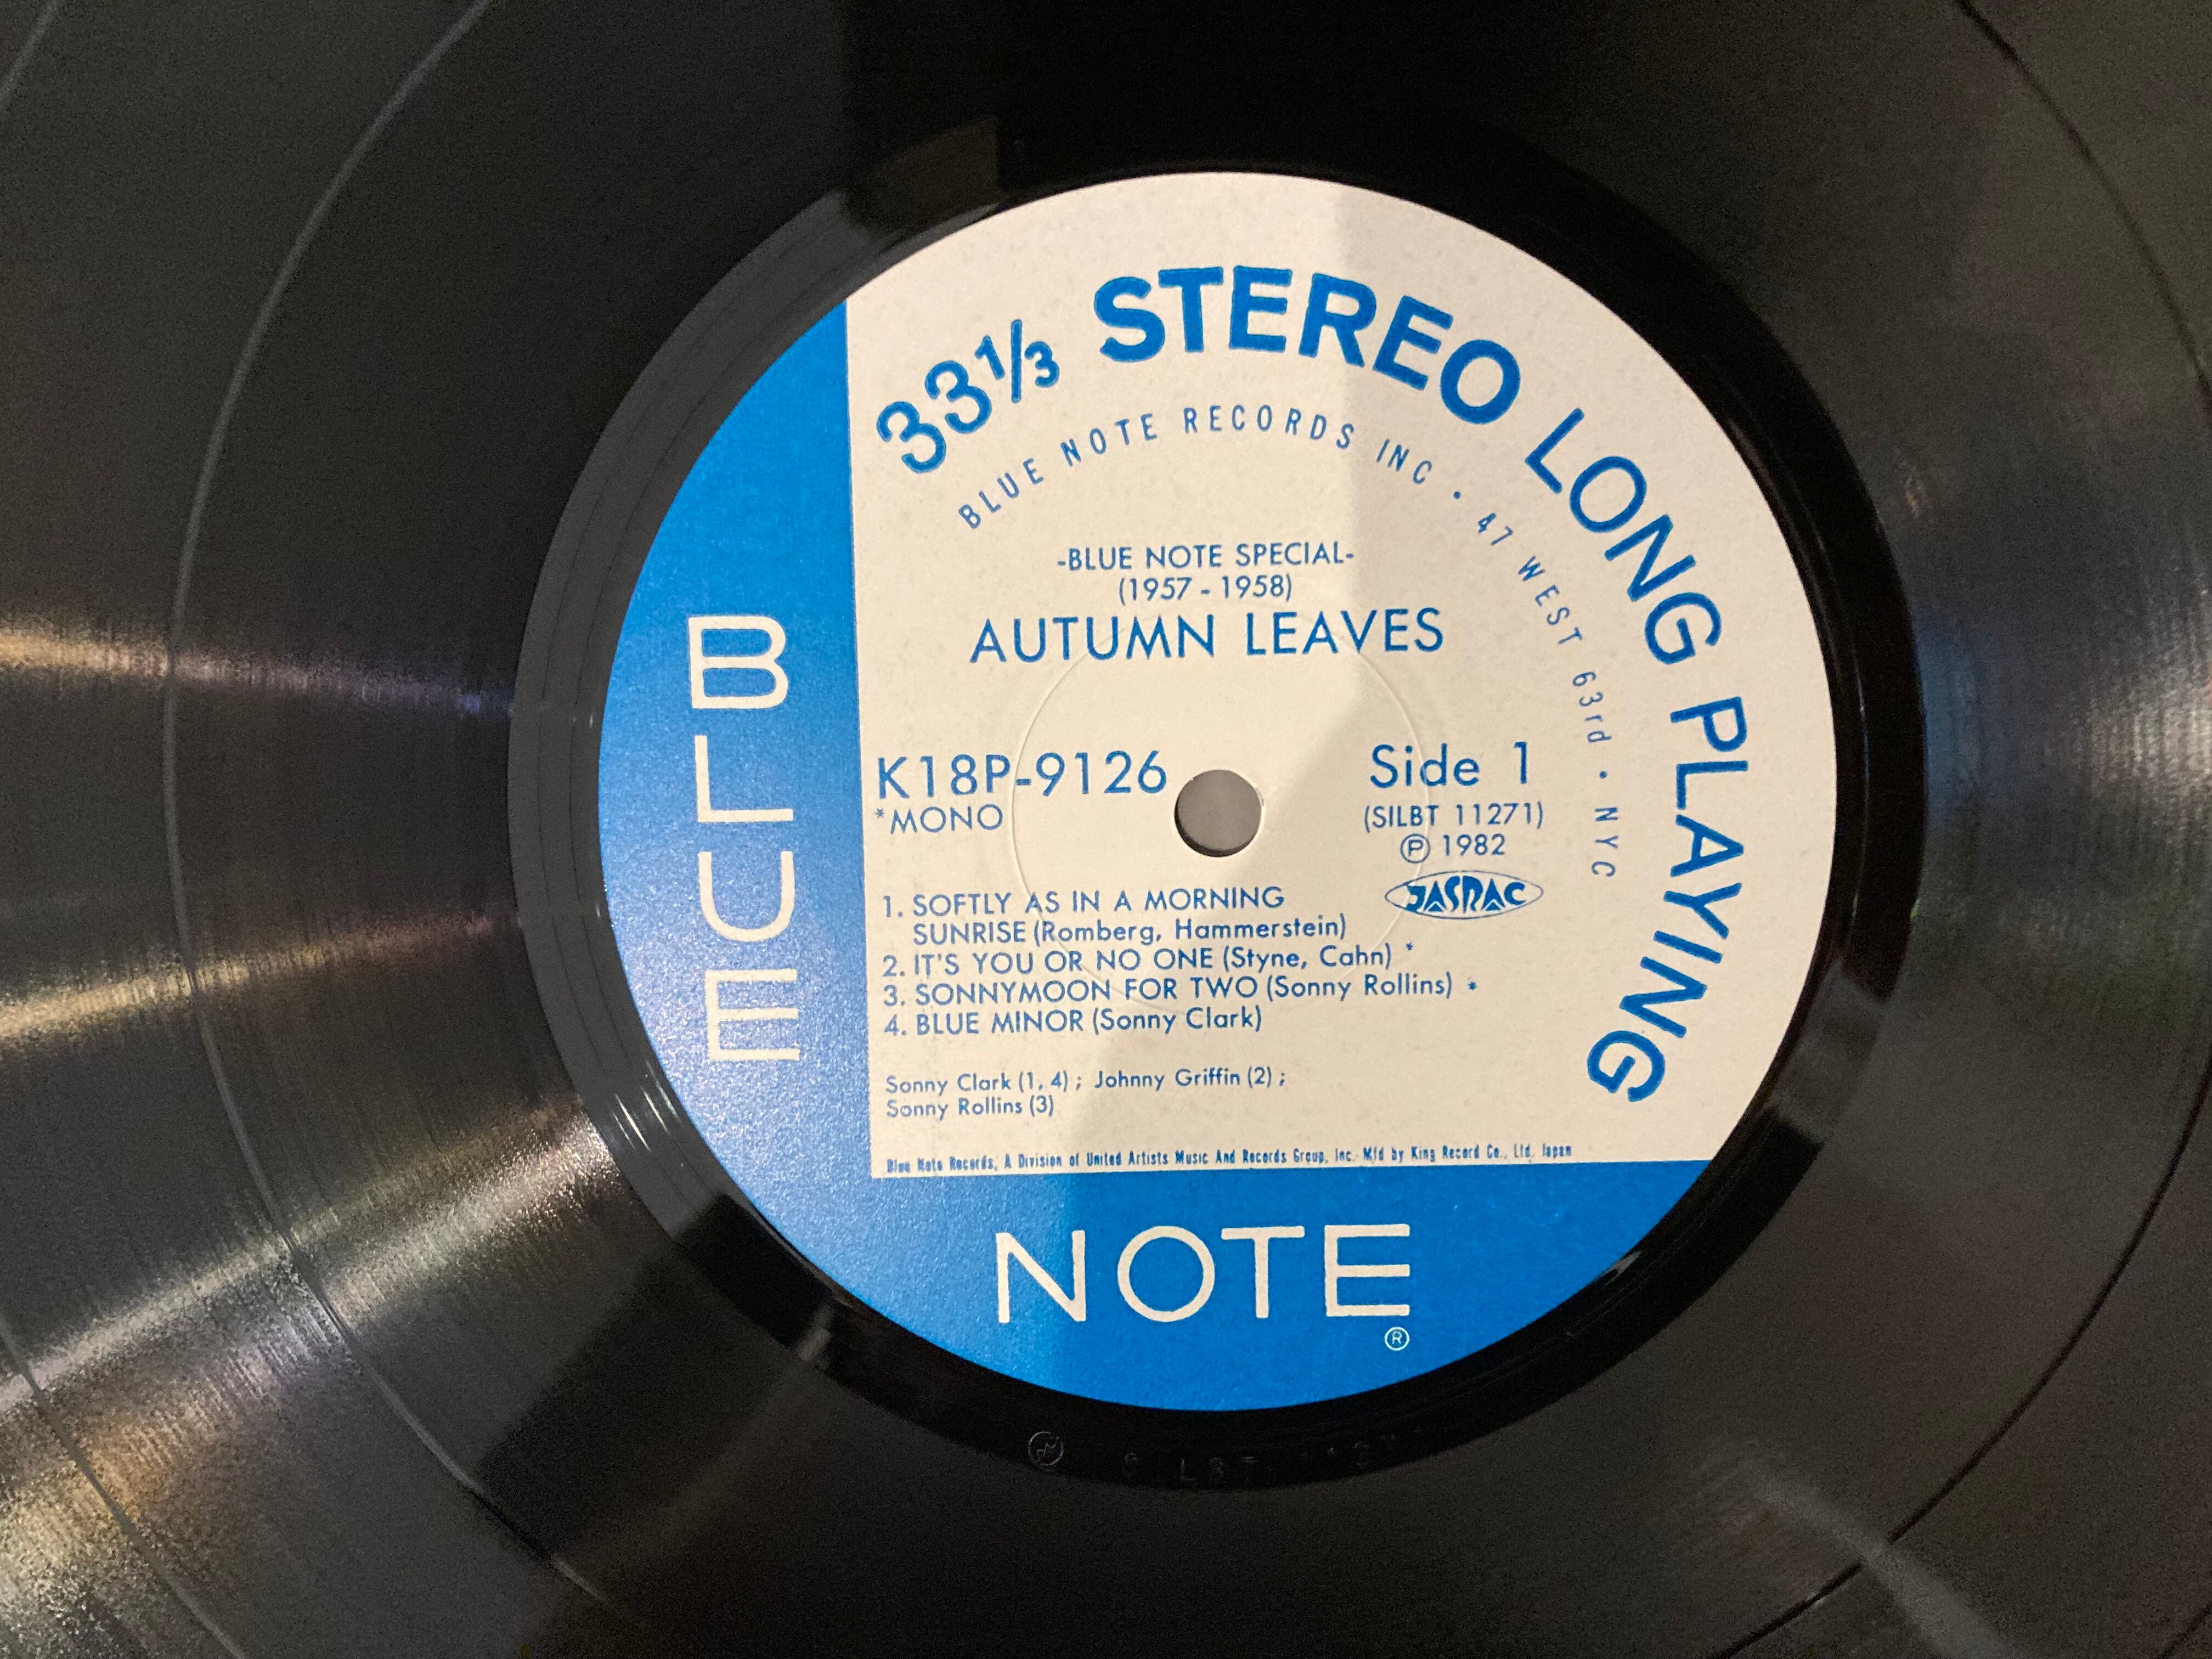 33⅓ STEREO LONG PLAYING
BLUE NOTE RECORDS INC · 47 WEST 63rd · NYC
-BLUE NOTE SPECIAL-
(1957 - 1958)
AUTUMN LEAVES
K18P-9126
*MONO
Side 1
(SILBT 11271)
Ⓟ 1982
JASRAC
1. SOFTLY AS IN A MORNING
SUNRISE (Romberg, Hammerstein)
2. IT'S YOU OR NO ONE (Styne, Cahn) *
3. SONNYMOON FOR TWO (Sonny Rollins) *
4. BLUE MINOR (Sonny Clark)
Sonny Clark (1, 4) ; Johnny Griffin (2) ;
Sonny Rollins (3)
Blue Note Records, A Division of United Artists Music And Records Group, Inc. Mfd by King Record Co., Ltd. Japan
BLUE
NOTE
®